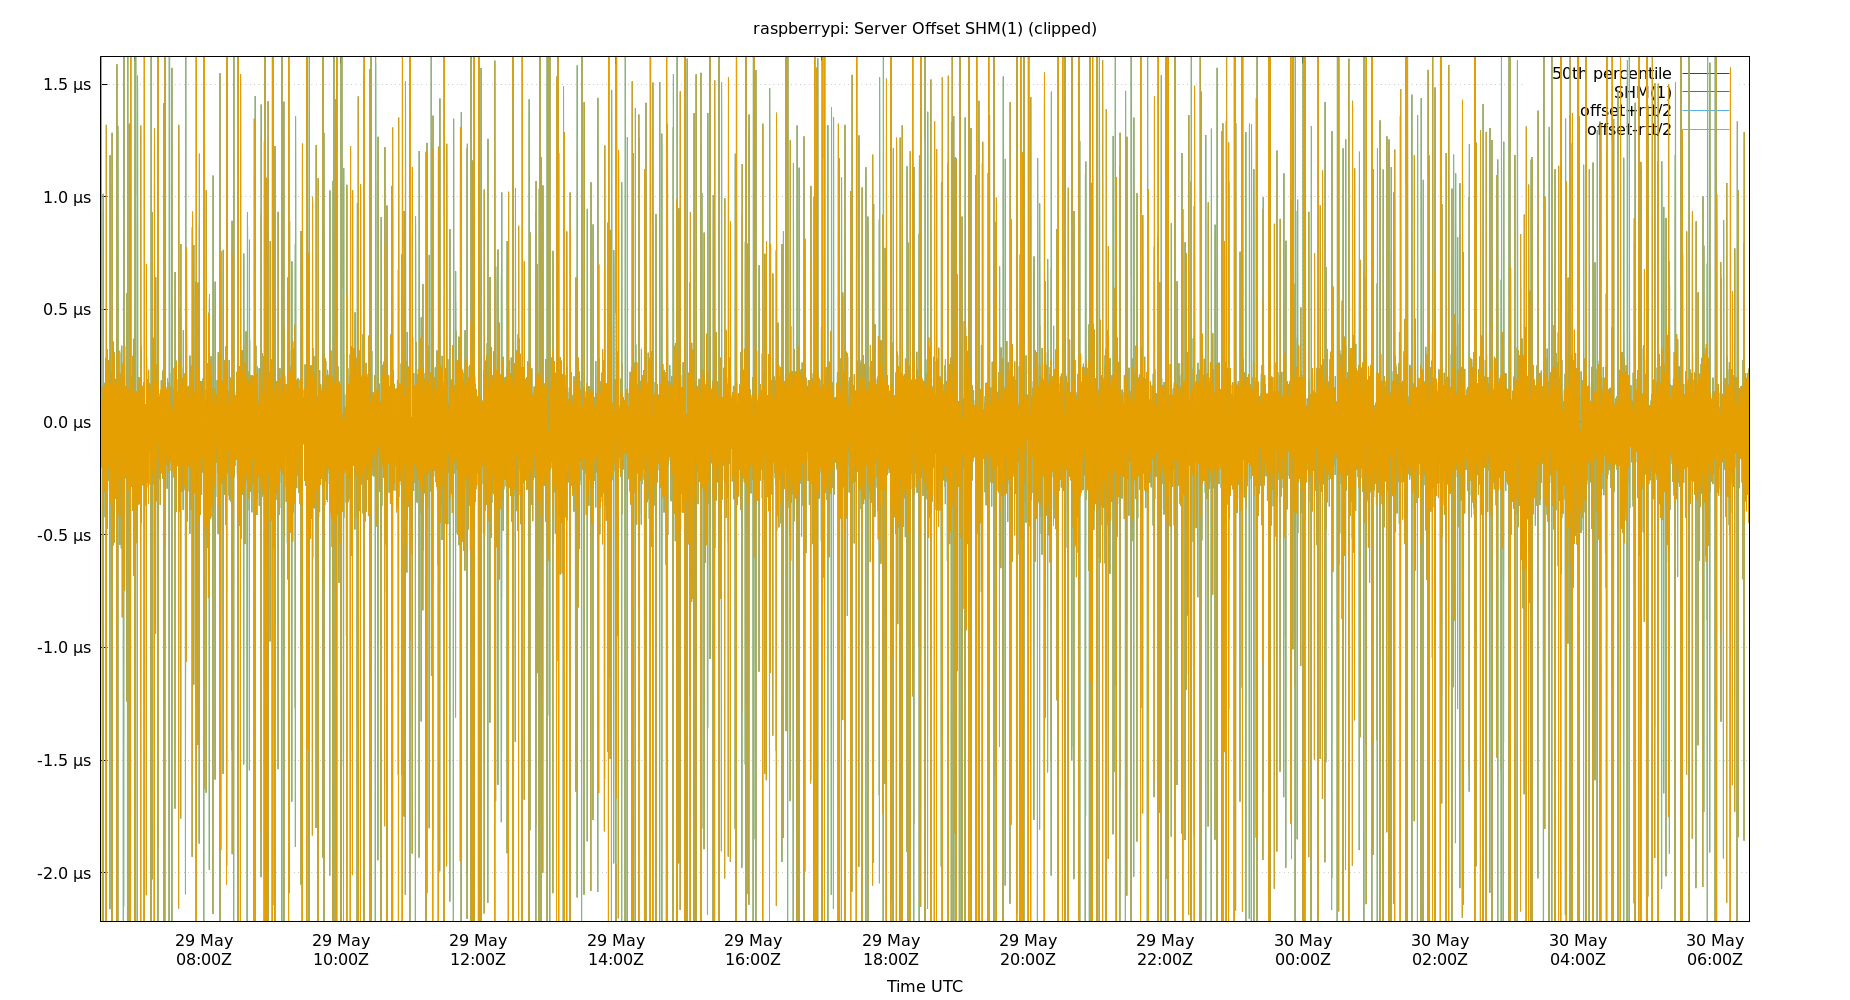 raspberrypi: Server Offset SHM(1) (clipped)
1.5 µs
1.0 µs
0.5 µs
0.0 µs
-0.5 µs
-1.0 µs
-1.5 µs
-2.0 µs
50th percentile
SHM(1)
offset+rtt/2
offset-rtt/2
29 May 29 May 29 May 29 May 29 May 29 May 29 May 29 May 30 May 30 May 30 May 30 May
08:00Z 10:00Z 12:00Z 14:00Z 16:00Z 18:00Z 20:00Z 22:00Z 00:00Z 02:00Z 04:00Z 06:00Z
Time UTC